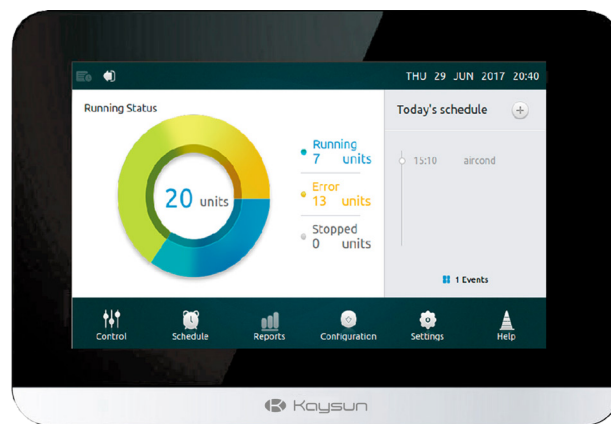 THU 29 JUN 2017 20:40
Running Status
20 units
Running
7 units
Error
13 units
Stopped
0 units
Today's schedule
15:10 aircond
1 Events
Control
Schedule
Reports
Configuration
Settings
Help
Kaysun